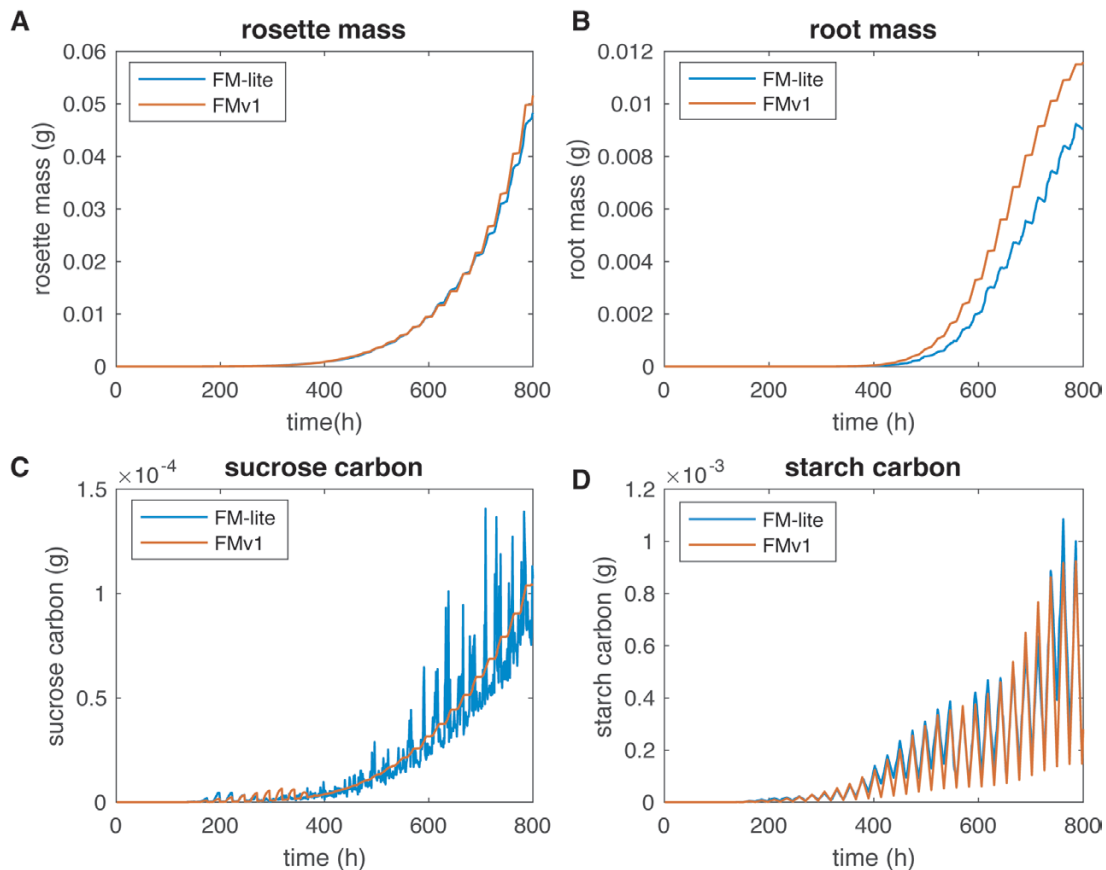 A
rosette mass
rosette mass (g)
0.06
0.05
0.04
0.03
0.02
0.01
0
FM-lite
FMv1
0 200 400 600 800
time(h)
B
root mass
root mass (g)
0.012
0.01
0.008
0.006
0.004
0.002
0
FM-lite
FMv1
0 200 400 600 800
time (h)
C
×10⁻⁴
sucrose carbon
sucrose carbon (g)
1.5
1
0.5
0
FM-lite
FMv1
0 200 400 600 800
time (h)
D
×10⁻³
starch carbon
starch carbon (g)
1.2
1
0.8
0.6
0.4
0.2
0
FM-lite
FMv1
0 200 400 600 800
time (h)